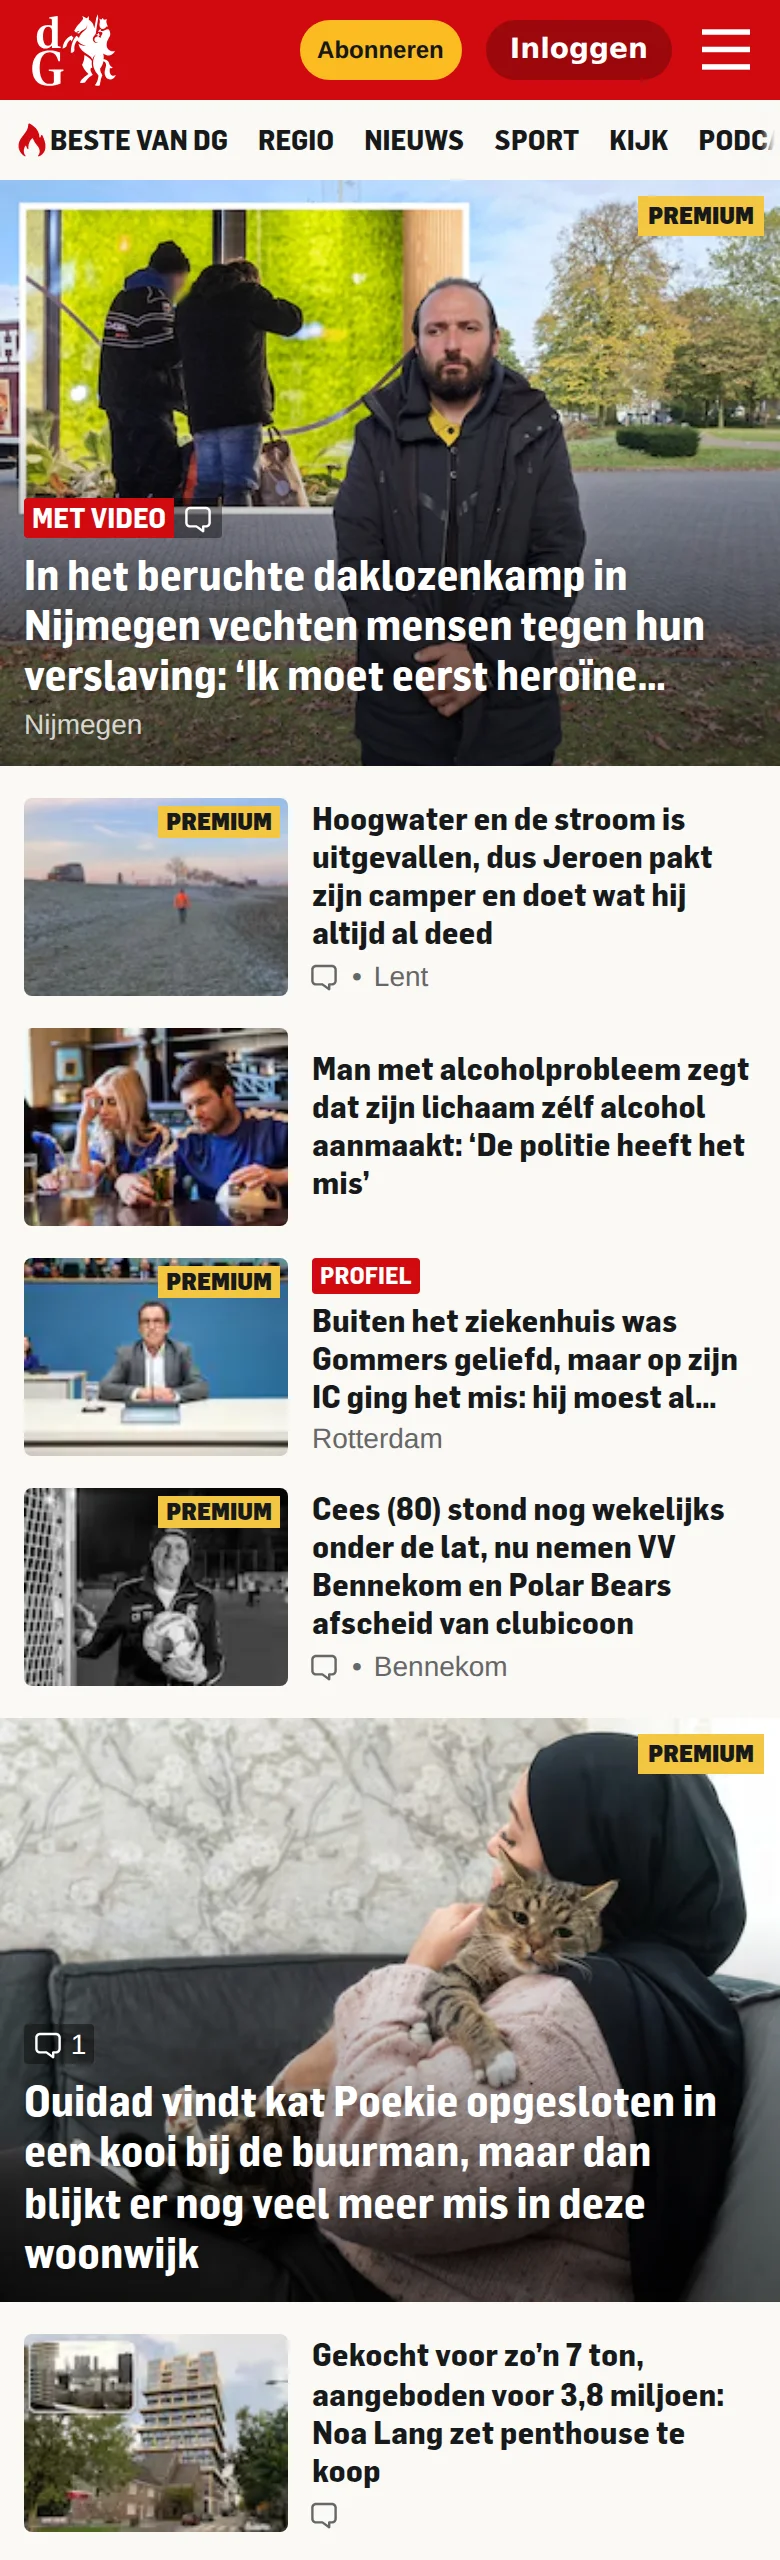 dG
Abonneren
Inloggen
BESTE VAN DG REGIO NIEUWS SPORT KIJK PODCA
PREMIUM
MET VIDEO
In het beruchte daklozenkamp in
Nijmegen vechten mensen tegen hun
verslaving: ‘Ik moet eerst heroïne...
Nijmegen
PREMIUM
Hoogwater en de stroom is
uitgevallen, dus Jeroen pakt
zijn camper en doet wat hij
altijd al deed
• Lent
Man met alcoholprobleem zegt
dat zijn lichaam zélf alcohol
aanmaakt: ‘De politie heeft het
mis’
PREMIUM
PROFIEL
Buiten het ziekenhuis was
Gommers geliefd, maar op zijn
IC ging het mis: hij moest al...
Rotterdam
PREMIUM
Cees (80) stond nog wekelijks
onder de lat, nu nemen VV
Bennekom en Polar Bears
afscheid van clubicoon
• Bennekom
PREMIUM
1
Ouidad vindt kat Poekie opgesloten in
een kooi bij de buurman, maar dan
blijkt er nog veel meer mis in deze
woonwijk
Gekocht voor zo’n 7 ton,
aangeboden voor 3,8 miljoen:
Noa Lang zet penthouse te
koop